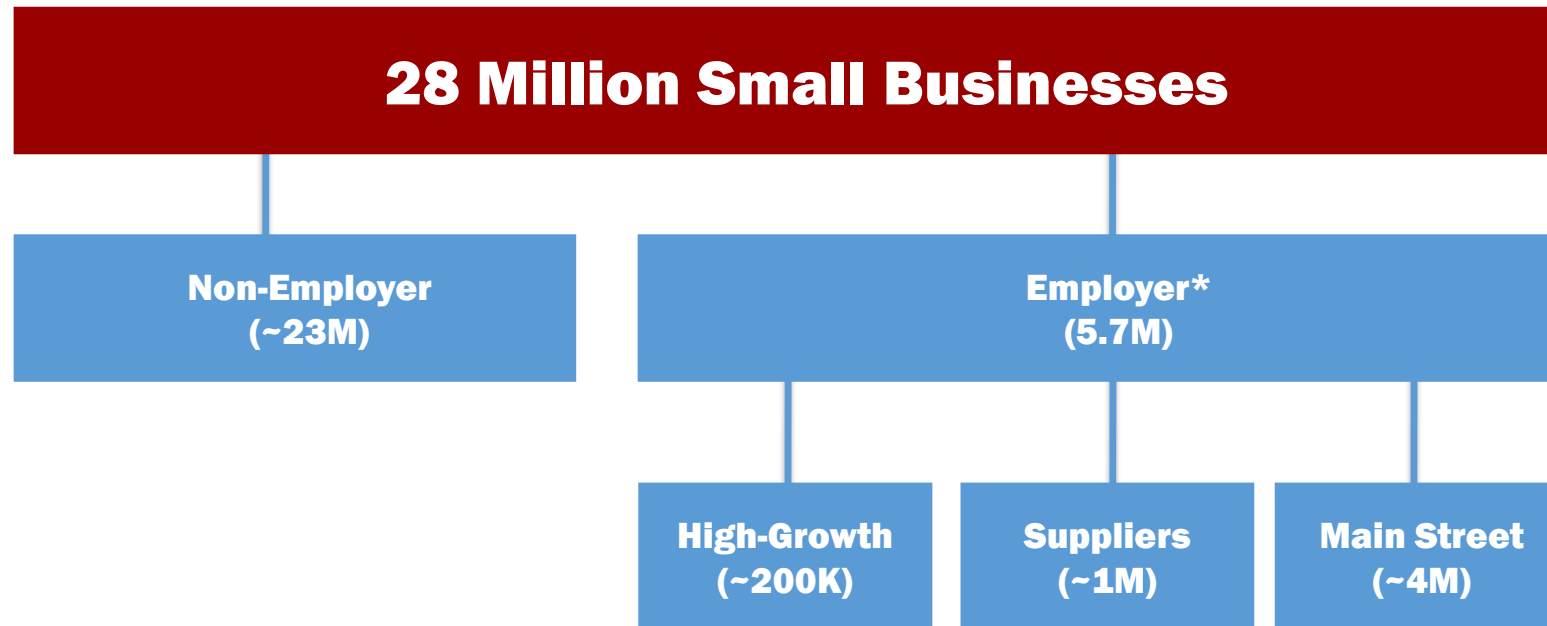 28 Million Small Businesses
Non-Employer
(~23M)
Employer*
(5.7M)
High-Growth
(~200K)
Suppliers
(~1M)
Main Street
(~4M)